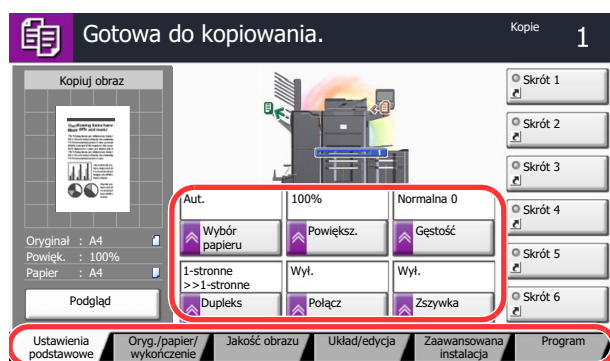 Gotowa do kopiowania.
Kopie 1
Kopiuj obraz
Oryginał : A4
Powięk. : 100%
Papier : A4
Podgląd
Aut.
Wybór
papieru
100%
Powiększ.
Normalna 0
Gęstość
1-stronne
>>1-stronne
Dupleks
Wył.
Połącz
Wył.
Zszywka
Skrót 1
Skrót 2
Skrót 3
Skrót 4
Skrót 5
Skrót 6
Ustawienia
podstawowe
Oryg./papier/
wykończenie
Jakość obrazu
Układ/edycja
Zaawansowana
instalacja
Program